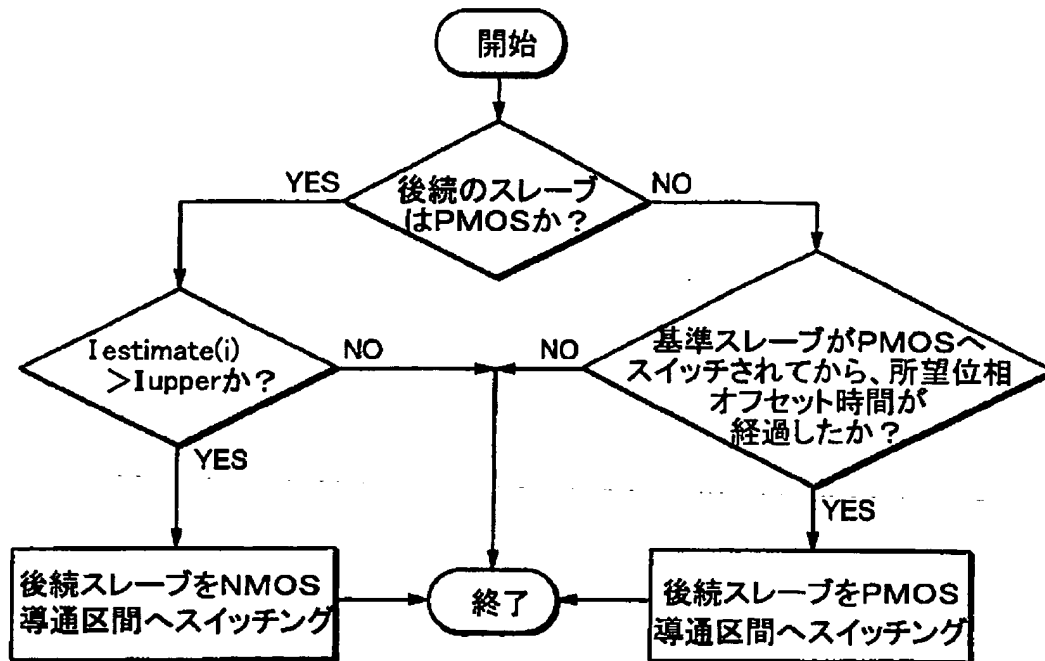 開始
YES
後続のスレーブ
はPMOSか？
NO
I estimate(i)
>Iupperか？
NO
YES
NO
基準スレーブがPMOSへ
スイッチされてから、所望位相
オフセット時間が
経過したか？
YES
後続スレーブをNMOS
導通区間へスイッチング
終了
後続スレーブをPMOS
導通区間へスイッチング